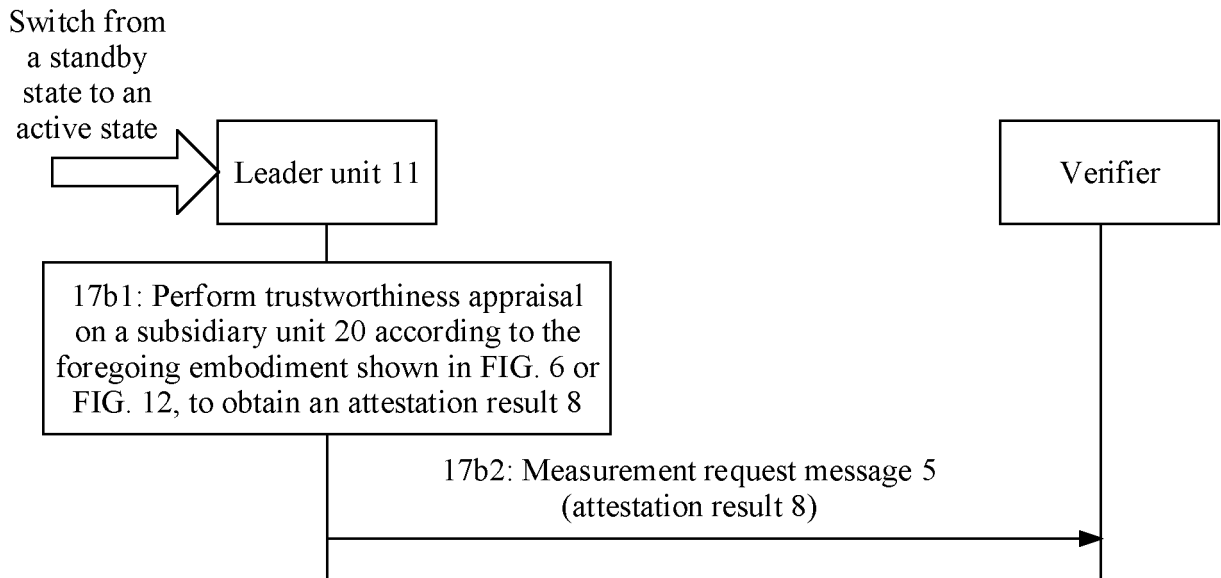 Switch from
a standby
state to an
active state
Leader unit 11
Verifier
17b1: Perform trustworthiness appraisal
on a subsidiary unit 20 according to the
foregoing embodiment shown in FIG. 6 or
FIG. 12, to obtain an attestation result 8
17b2: Measurement request message 5
(attestation result 8)